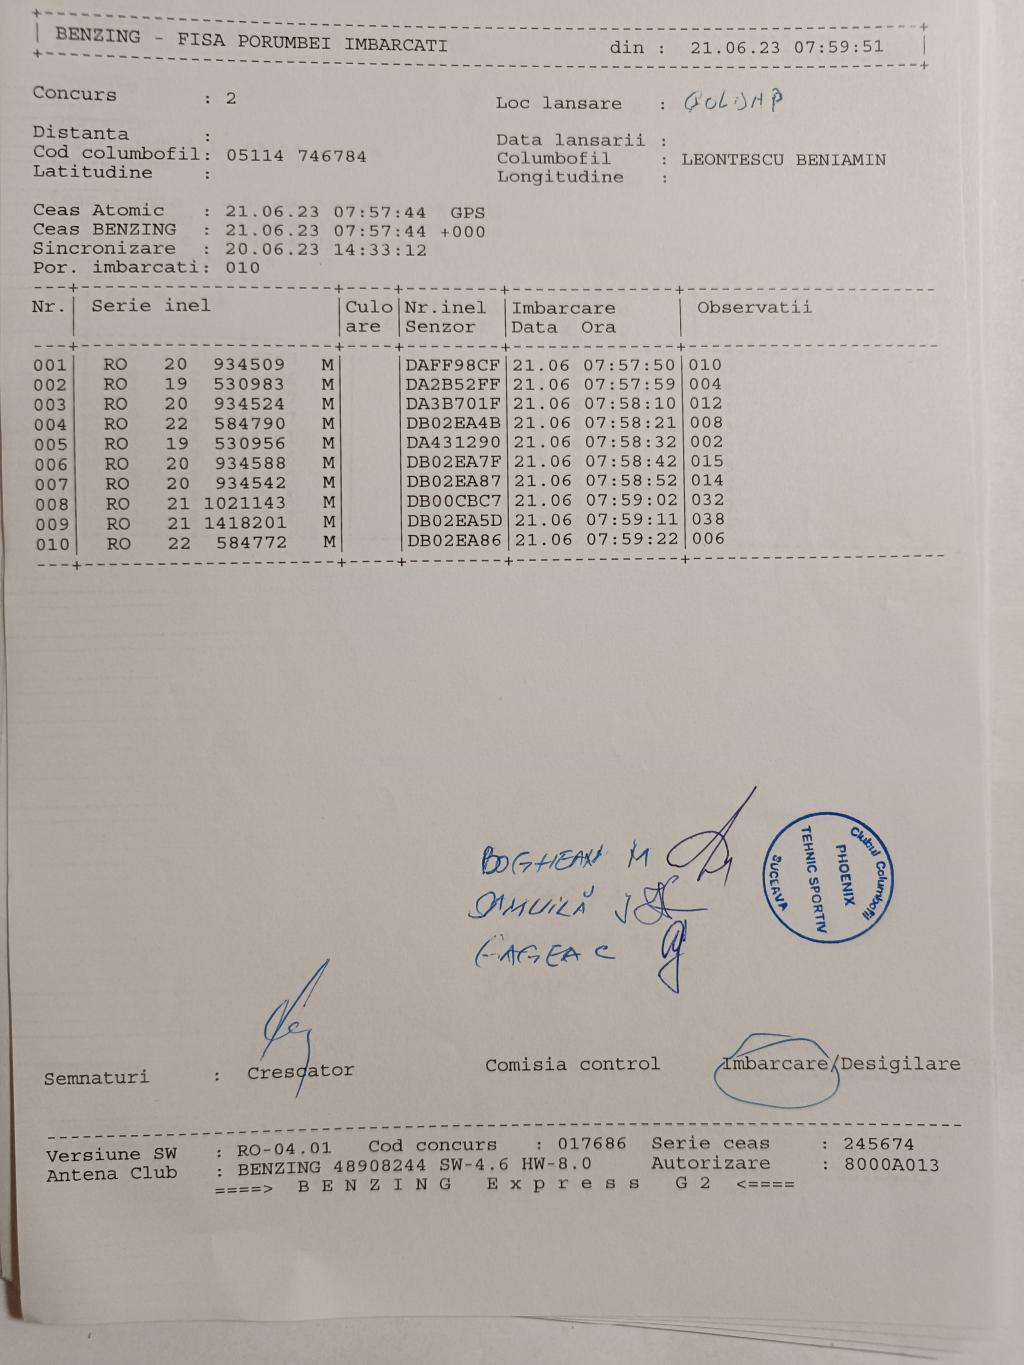 BENZING - FISA PORUMBEI IMBARCATI din : 21.06.23 07:59:51
Concurs : 2 Loc lansare :
Distanta : Data lansarii :
Cod columbofil: 05114 746784 Columbofil : LEONTESCU BENIAMIN
Latitudine : Longitudine :
Ceas Atomic : 21.06.23 07:57:44 GPS
Ceas BENZING : 21.06.23 07:57:44 +000
Sincronizare : 20.06.23 14:33:12
Por. imbarcati: 010
Nr. Serie inel Culo Nr.inel Imbarcare Observatii
are Senzor Data Ora
001 RO 20 934509 M DAFF98CF 21.06 07:57:50 010
002 RO 19 530983 M DA2B52FF 21.06 07:57:59 004
003 RO 20 934524 M DA3B701F 21.06 07:58:10 012
004 RO 22 584790 M DB02EA4B 21.06 07:58:21 008
005 RO 19 530956 M DA431290 21.06 07:58:32 002
006 RO 20 934588 M DB02EA7F 21.06 07:58:42 015
007 RO 20 934542 M DB02EA87 21.06 07:58:52 014
008 RO 21 1021143 M DB00CBC7 21.06 07:59:02 032
009 RO 21 1418201 M DB02EA5D 21.06 07:59:11 038
010 RO 22 584772 M DB02EA86 21.06 07:59:22 006
BOGHEAN M
SAMUILĂ J
GAGEA C
Clubul Columbofil
PHOENIX
TEHNIC SPORTIV
SUCEAVA
Semnaturi : Crescator Comisia control Imbarcare/Desigilare
Versiune SW : RO-04.01 Cod concurs : 017686 Serie ceas : 245674
Antena Club : BENZING 48908244 SW-4.6 HW-8.0 Autorizare : 8000A013
====> B E N Z I N G E x p r e s s G 2 <====